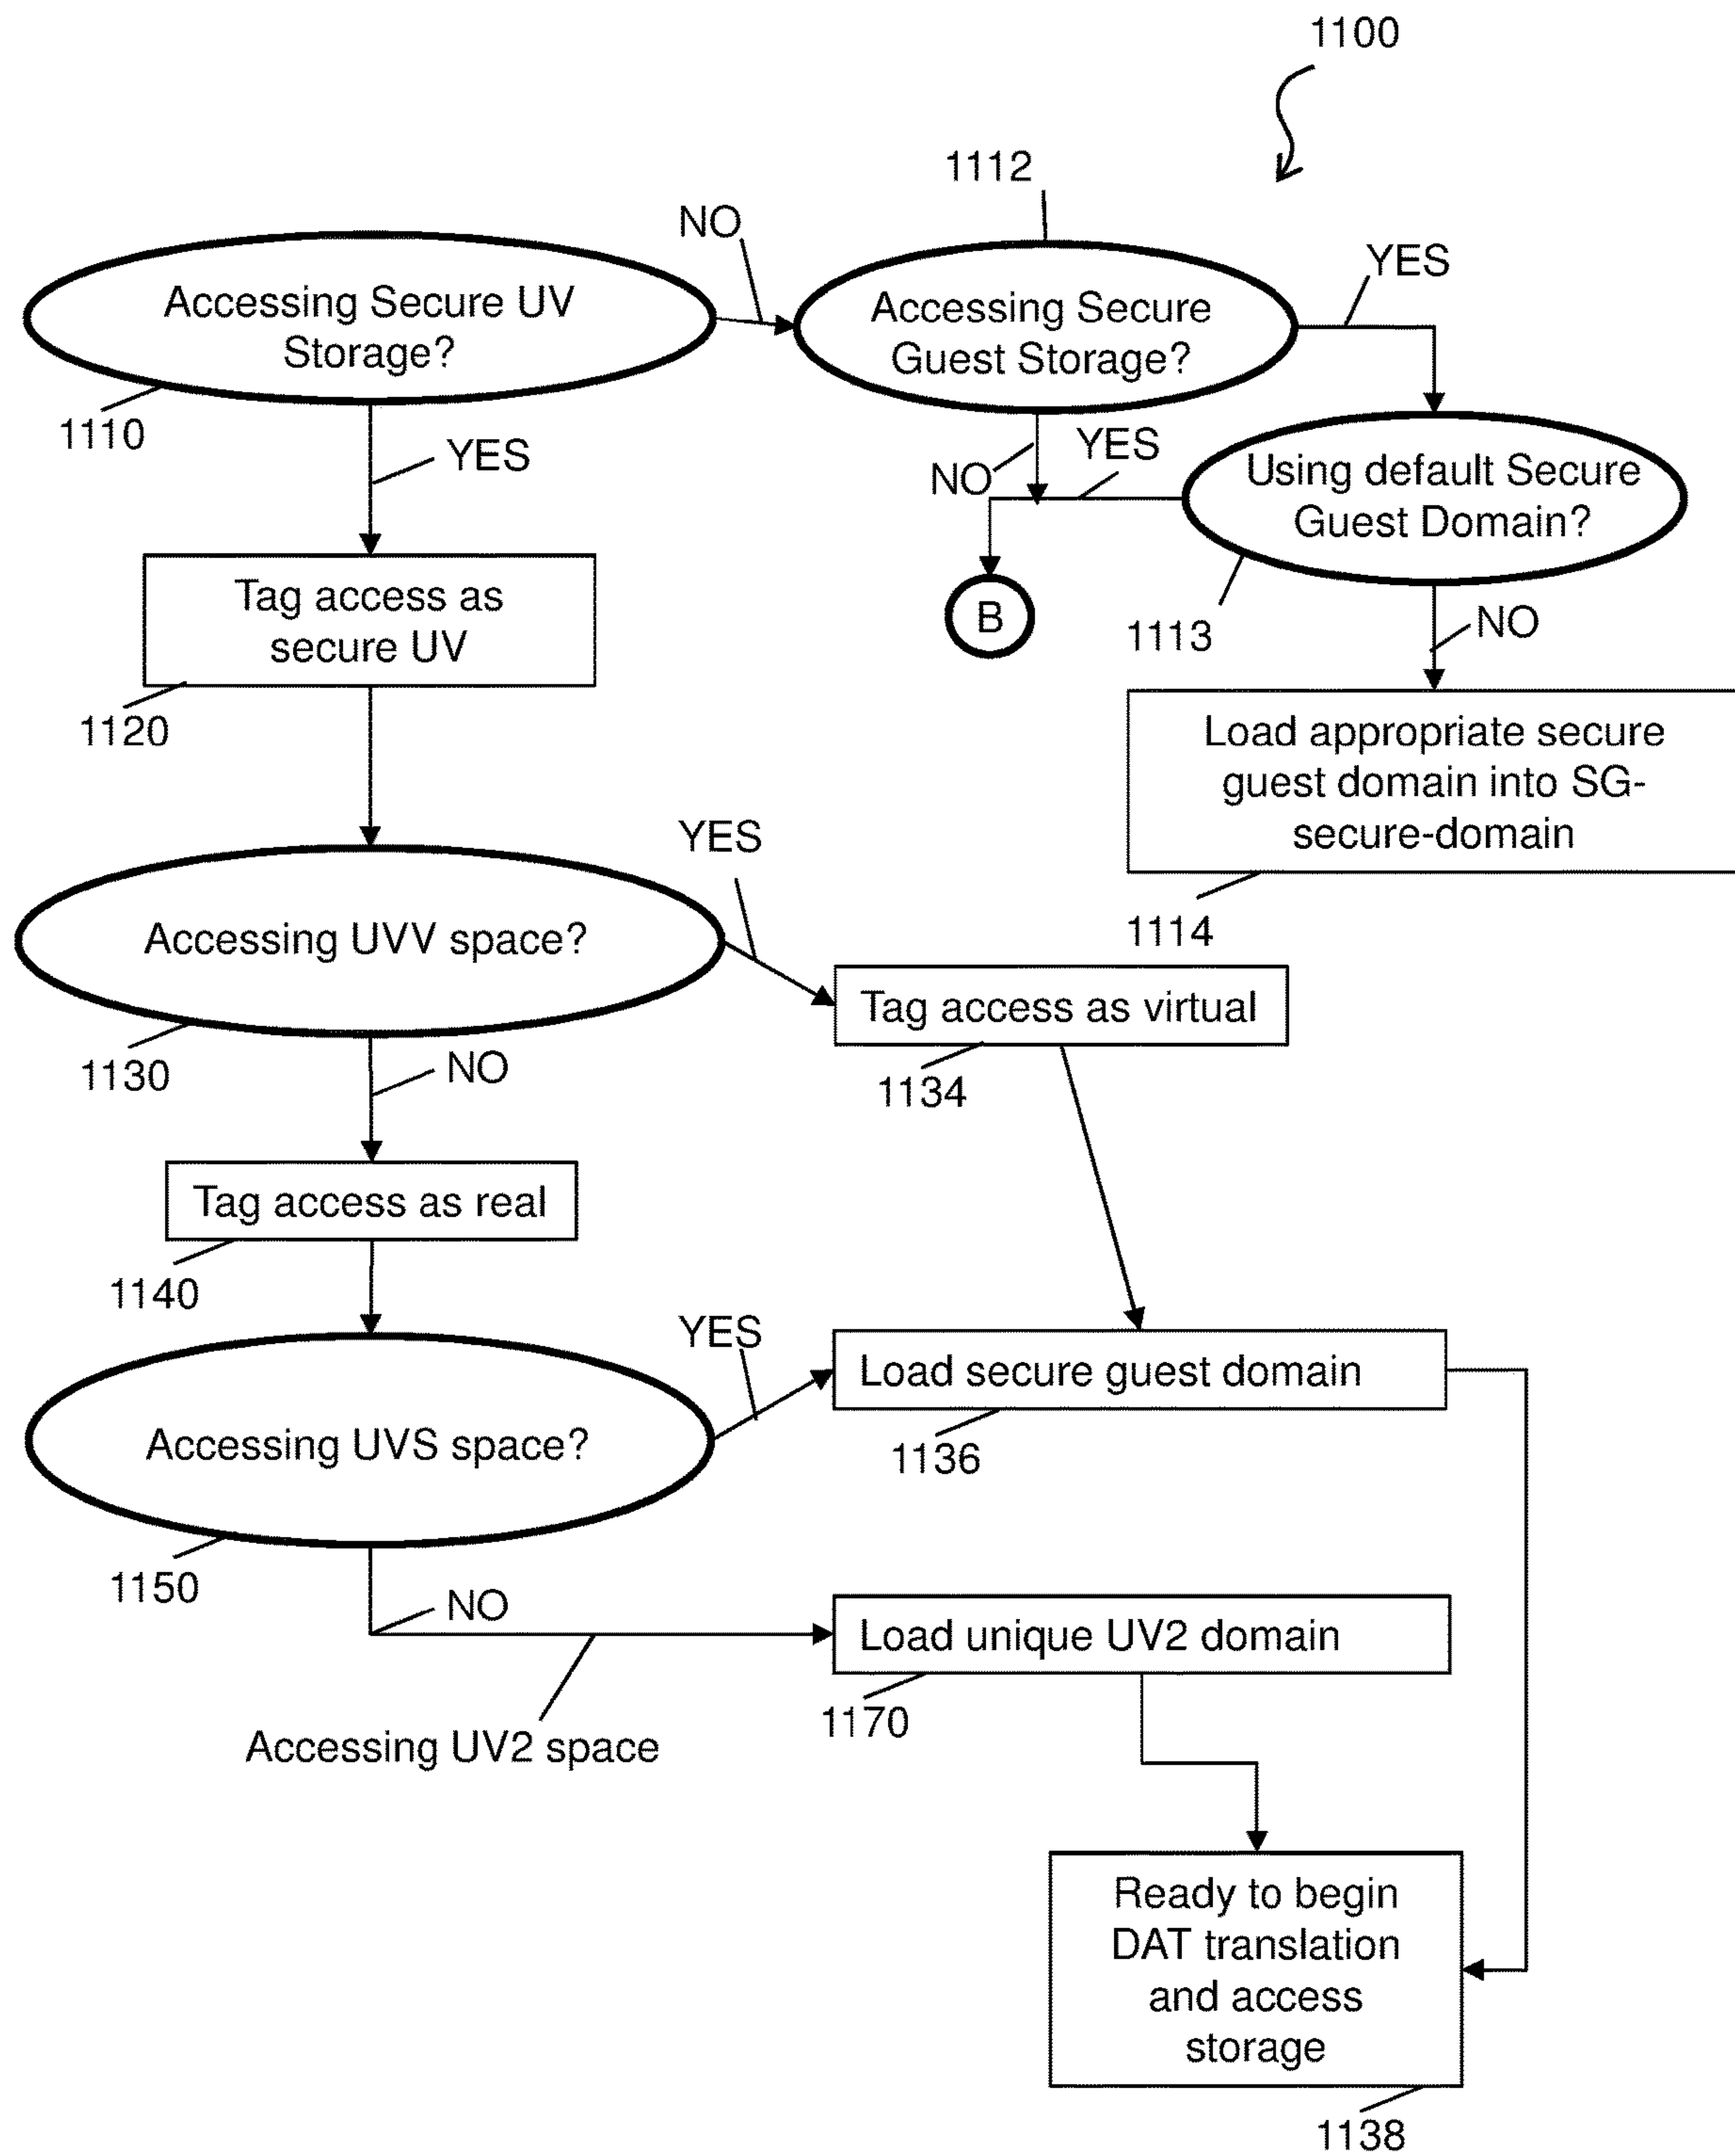 1100
1112
NO
YES
Accessing Secure UV
Storage?
Accessing Secure
Guest Storage?
1110
YES
NO
YES
Using default Secure
Guest Domain?
Tag access as
secure UV
B
1113
NO
1120
Load appropriate secure
guest domain into SG-
secure-domain
YES
1114
Accessing UVV space?
Tag access as virtual
1130
NO
1134
Tag access as real
1140
YES
Load secure guest domain
Accessing UVS space?
1136
1150
NO
Load unique UV2 domain
1170
Accessing UV2 space
Ready to begin
DAT translation
and access
storage
1138